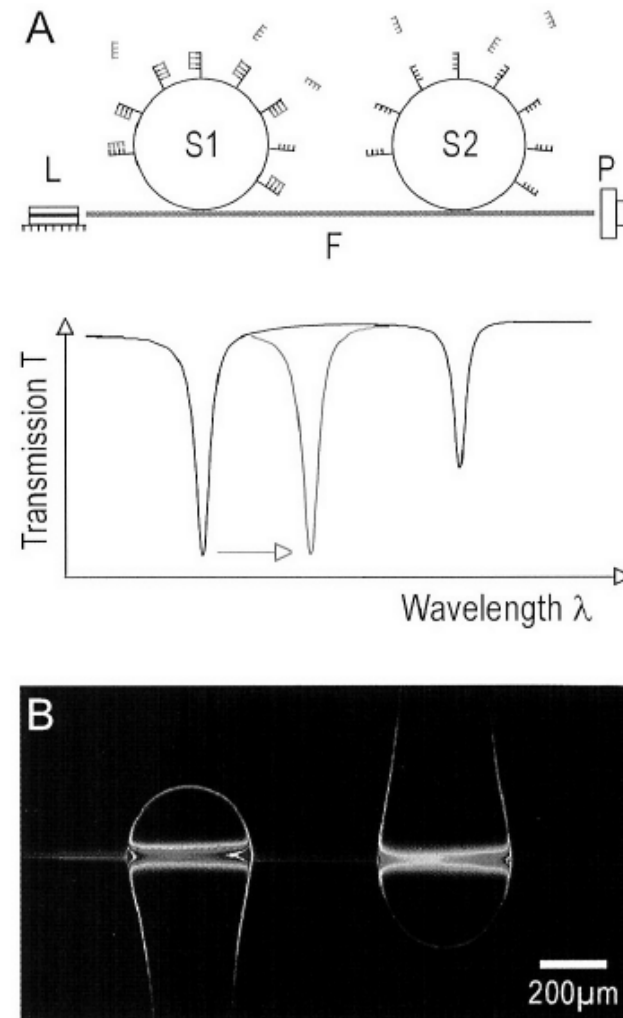 A
S1
S2
L
P
F
Transmission T
Wavelength λ
B
200µm